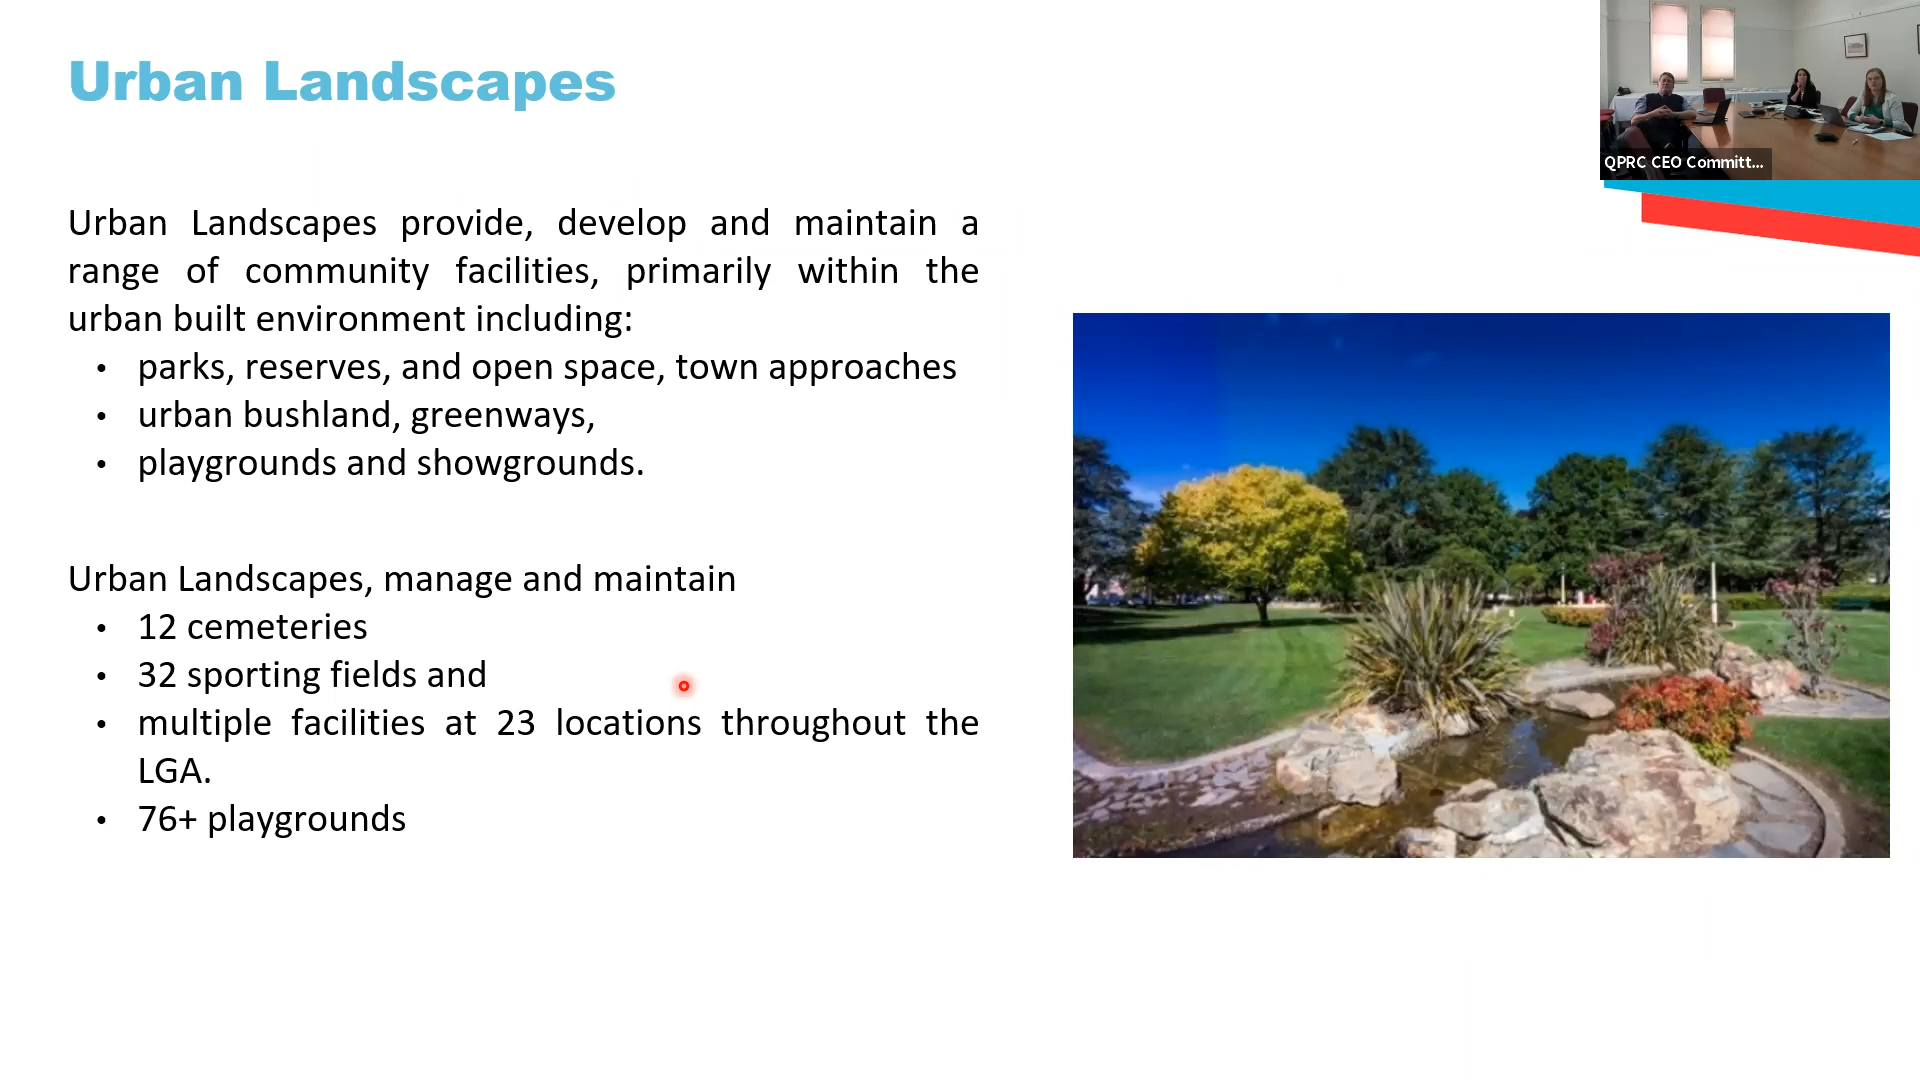 Urban Landscapes
QPRC CEO Committ...
Urban Landscapes provide, develop and maintain a
range of community facilities, primarily within the
urban built environment including:
• parks, reserves, and open space, town approaches
• urban bushland, greenways,
• playgrounds and showgrounds.
Urban Landscapes, manage and maintain
• 12 cemeteries
• 32 sporting fields and
• multiple facilities at 23 locations throughout the
LGA.
• 76+ playgrounds